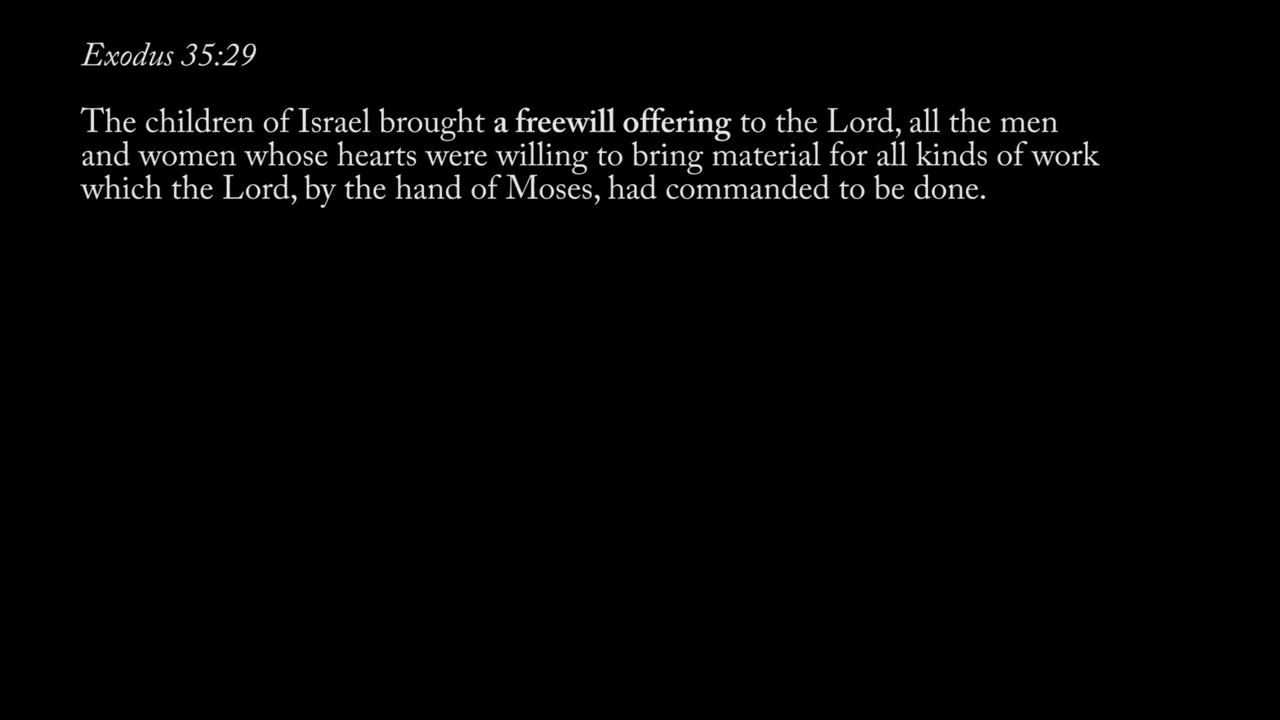 Exodus 35:29
The children of Israel brought a freewill offering to the Lord, all the men
and women whose hearts were willing to bring material for all kinds of work
which the Lord, by the hand of Moses, had commanded to be done.